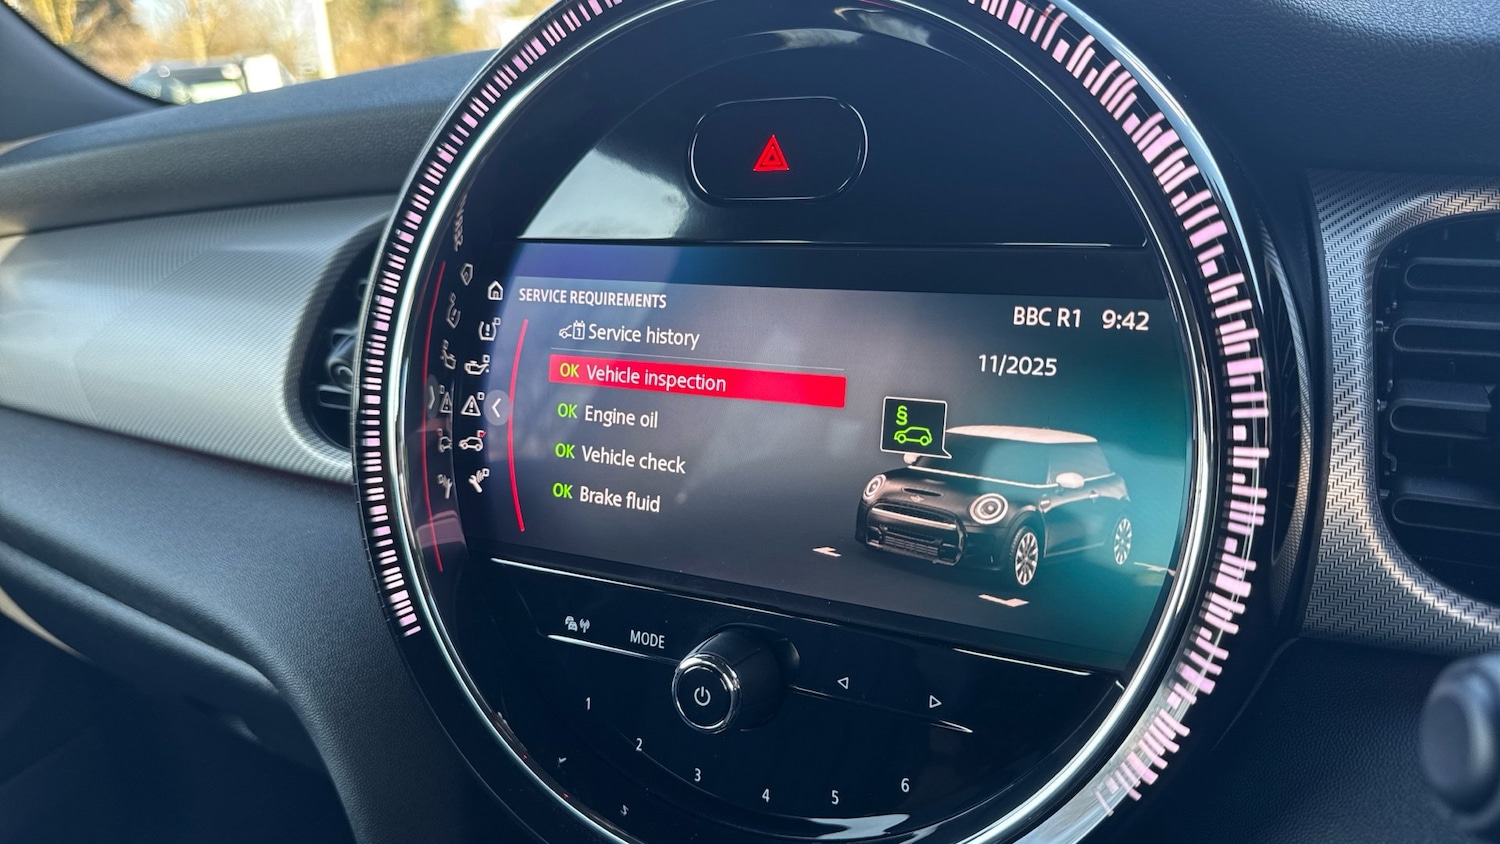 SERVICE REQUIREMENTS
BBC R1 9:42
Service history
11/2025
OK Vehicle inspection
OK Engine oil
§
OK Vehicle check
OK Brake fluid
MODE
1
2
3
4
5
6